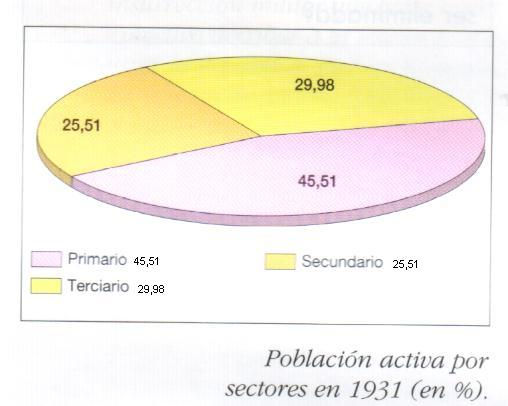 29,98
25,51
45,51
Primario 45,51
Secundario 25,51
Terciario 29,98
Población activa por
sectores en 1931 (en %).